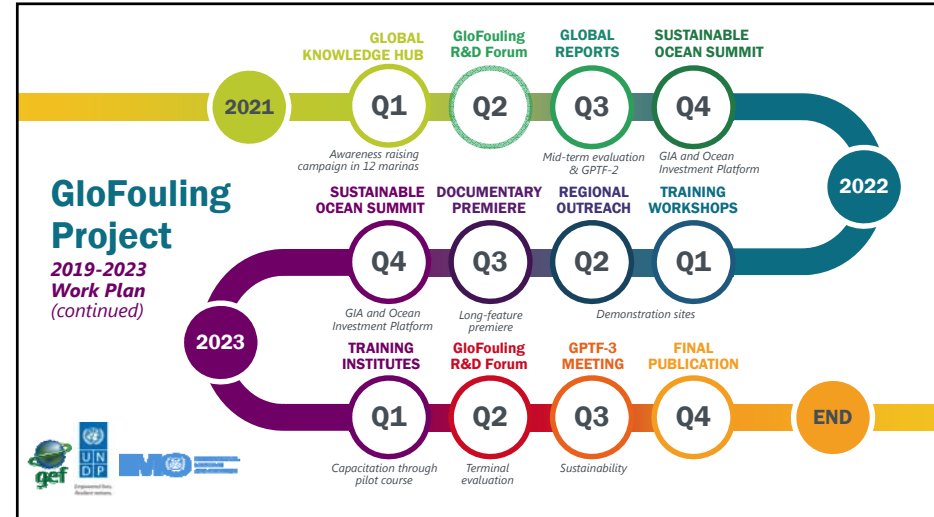 GLOBAL
KNOWLEDGE HUB
GloFouling
R&D Forum
GLOBAL
REPORTS
SUSTAINABLE
OCEAN SUMMIT
2021
Q1
Q2
Q3
Q4
Awareness raising
campaign in 12 marinas
Mid-term evaluation
& GPTF-2
GIA and Ocean
Investment Platform
2022
GloFouling
Project
2019-2023
Work Plan
(continued)
SUSTAINABLE
OCEAN SUMMIT
DOCUMENTARY
PREMIERE
REGIONAL
OUTREACH
TRAINING
WORKSHOPS
Q4
Q3
Q2
Q1
GIA and Ocean
Investment Platform
Long-feature
premiere
Demonstration sites
2023
TRAINING
INSTITUTES
GloFouling
R&D Forum
GPTF-3
MEETING
FINAL
PUBLICATION
Q1
Q2
Q3
Q4
END
Capacitation through
pilot course
Terminal
evaluation
Sustainability
gef
U N
D P
Empowered lives.
Resilient nations.
IMO